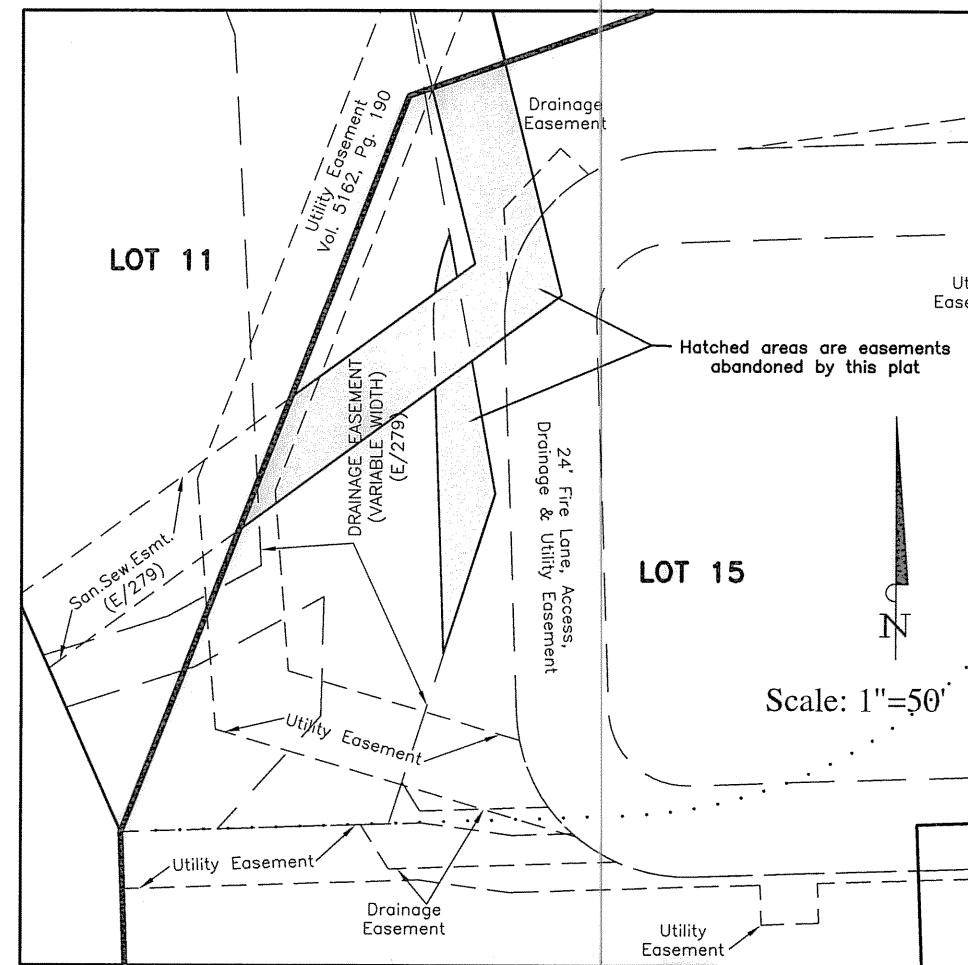 Utility Easement
Vol. 5162, Pg. 190
Drainage
Easement
LOT 11
Hatched areas are easements
abandoned by this plat
DRAINAGE EASEMENT
(VARIABLE WIDTH)
(E/279)
24' Fire Lane, Access,
Drainage & Utility Easement
San.Sew.Esmt.
(E/279)
LOT 15
N
Scale: 1"=50'
Utility Easement
Utility Easement
Drainage
Easement
Utility
Easement